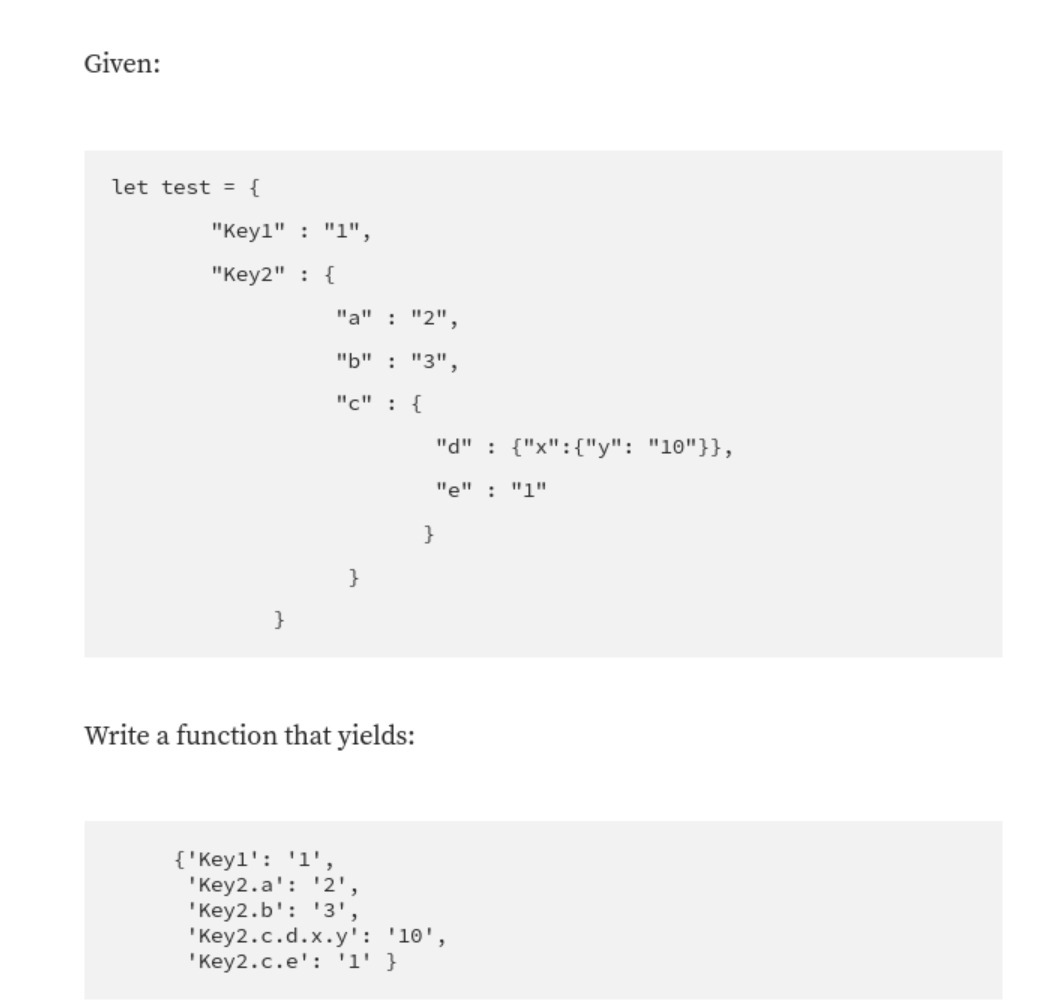 Given:
let test = {
"Key1" : "1",
"Key2" : {
"a" : "2",
"b" : "3",
"c" : {
"d" : {"x":{"y": "10"}},
"e" : "1"
}
}
}
Write a function that yields:
{'Key1': '1',
'Key2.a': '2',
'Key2.b': '3',
'Key2.c.d.x.y': '10',
'Key2.c.e': '1' }